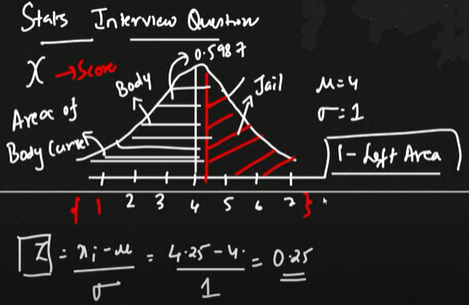 Stats Interview Question
X → Score
0.5987
Body
Tail
μ=4
σ=1
Area of
Body Curve
1 - Left Area
{ 1 2 3 4 5 6 7 }
Z = xi-μ / σ = 4.25-4. / 1 = 0.25